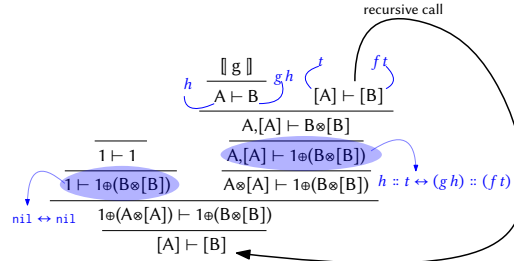 recursive call
⟦ g ⟧
h
g h
t
f t
A ⊢ B
[A] ⊢ [B]
A,[A] ⊢ B⊗[B]
1 ⊢ 1
A,[A] ⊢ 1⊕(B⊗[B])
1 ⊢ 1⊕(B⊗[B])
A⊗[A] ⊢ 1⊕(B⊗[B])
h :: t ↔ (g h) :: (f t)
nil ↔ nil
1⊕(A⊗[A]) ⊢ 1⊕(B⊗[B])
[A] ⊢ [B]